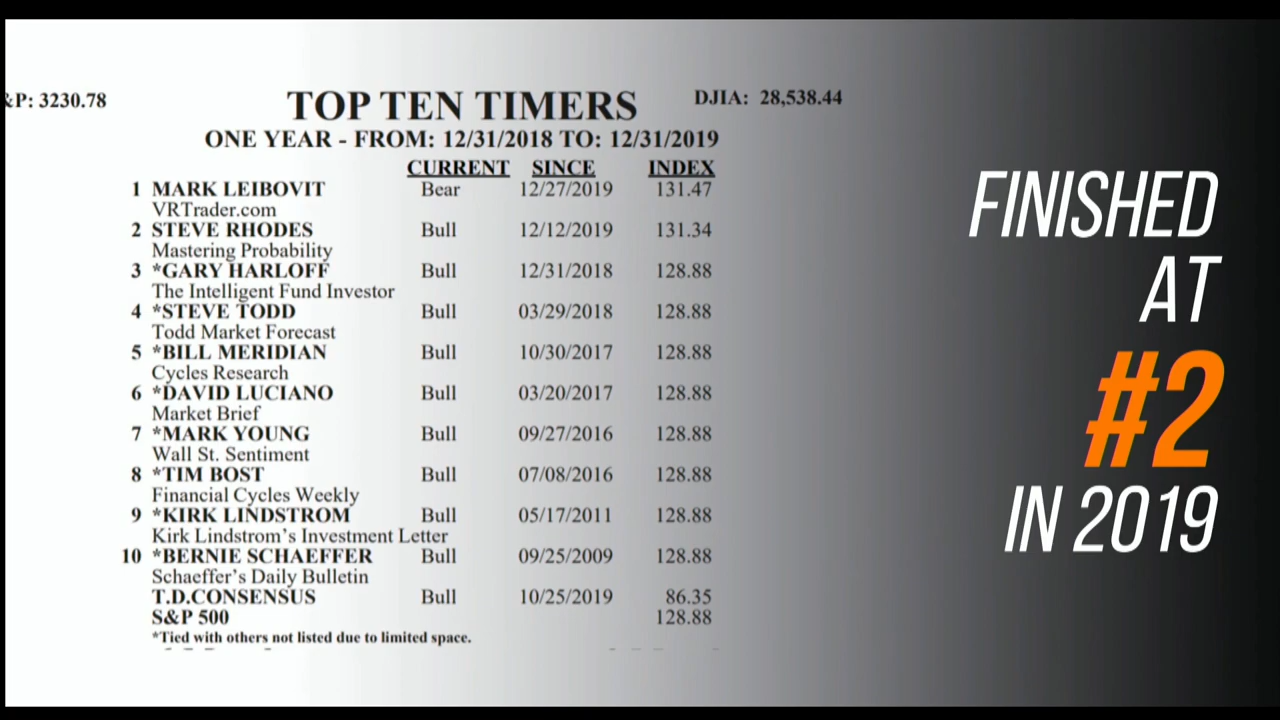 &P: 3230.78
TOP TEN TIMERS
DJIA: 28,538.44
ONE YEAR - FROM: 12/31/2018 TO: 12/31/2019
CURRENT SINCE INDEX
1 MARK LEIBOVIT Bear 12/27/2019 131.47
VRTrader.com
2 STEVE RHODES Bull 12/12/2019 131.34
Mastering Probability
3 *GARY HARLOFF Bull 12/31/2018 128.88
The Intelligent Fund Investor
4 *STEVE TODD Bull 03/29/2018 128.88
Todd Market Forecast
5 *BILL MERIDIAN Bull 10/30/2017 128.88
Cycles Research
6 *DAVID LUCIANO Bull 03/20/2017 128.88
Market Brief
7 *MARK YOUNG Bull 09/27/2016 128.88
Wall St. Sentiment
8 *TIM BOST Bull 07/08/2016 128.88
Financial Cycles Weekly
9 *KIRK LINDSTROM Bull 05/17/2011 128.88
Kirk Lindstrom's Investment Letter
10 *BERNIE SCHAEFFER Bull 09/25/2009 128.88
Schaeffer's Daily Bulletin
T.D.CONSENSUS Bull 10/25/2019 86.35
S&P 500 128.88
*Tied with others not listed due to limited space.
FINISHED
AT
#2
IN 2019